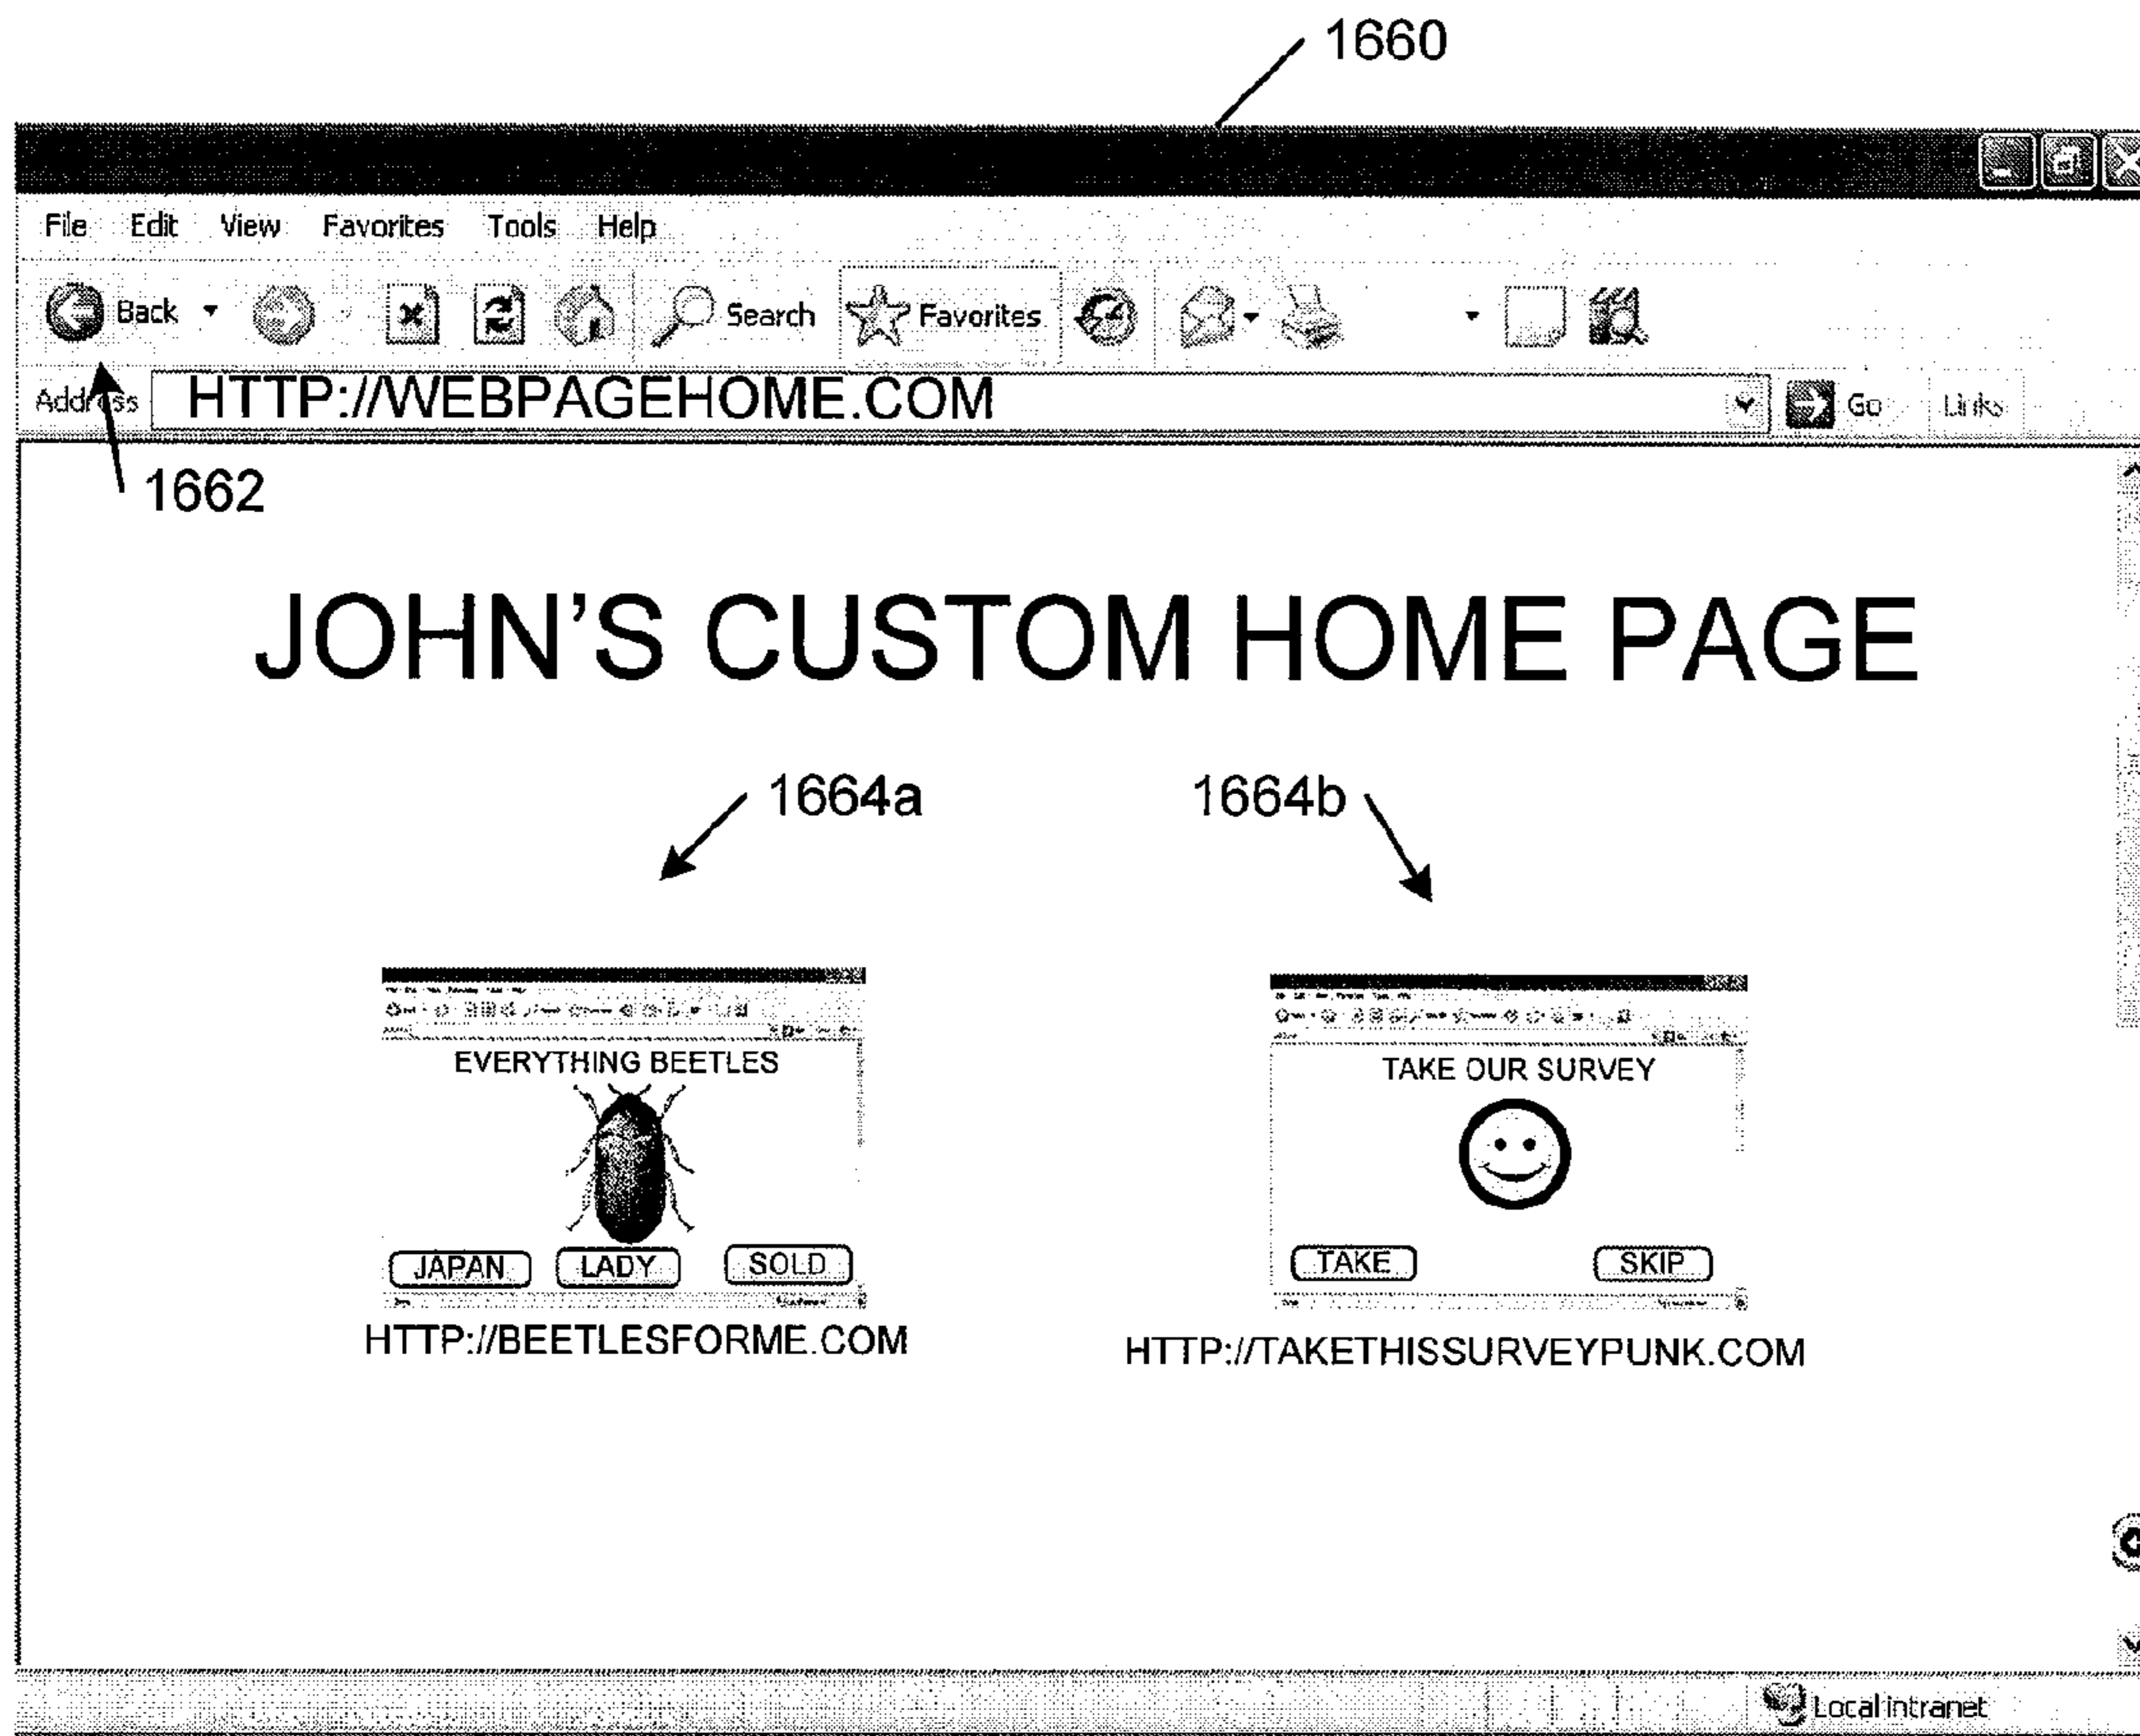 1660
File Edit View Favorites Tools Help
Back Search Favorites
Address HTTP://WEBPAGEHOME.COM Go Links
1662
JOHN'S CUSTOM HOME PAGE
1664a 1664b
EVERYTHING BEETLES
JAPAN LADY SOLD
HTTP://BEETLESFORME.COM
TAKE OUR SURVEY
TAKE SKIP
HTTP://TAKETHISSURVEYPUNK.COM
Local intranet